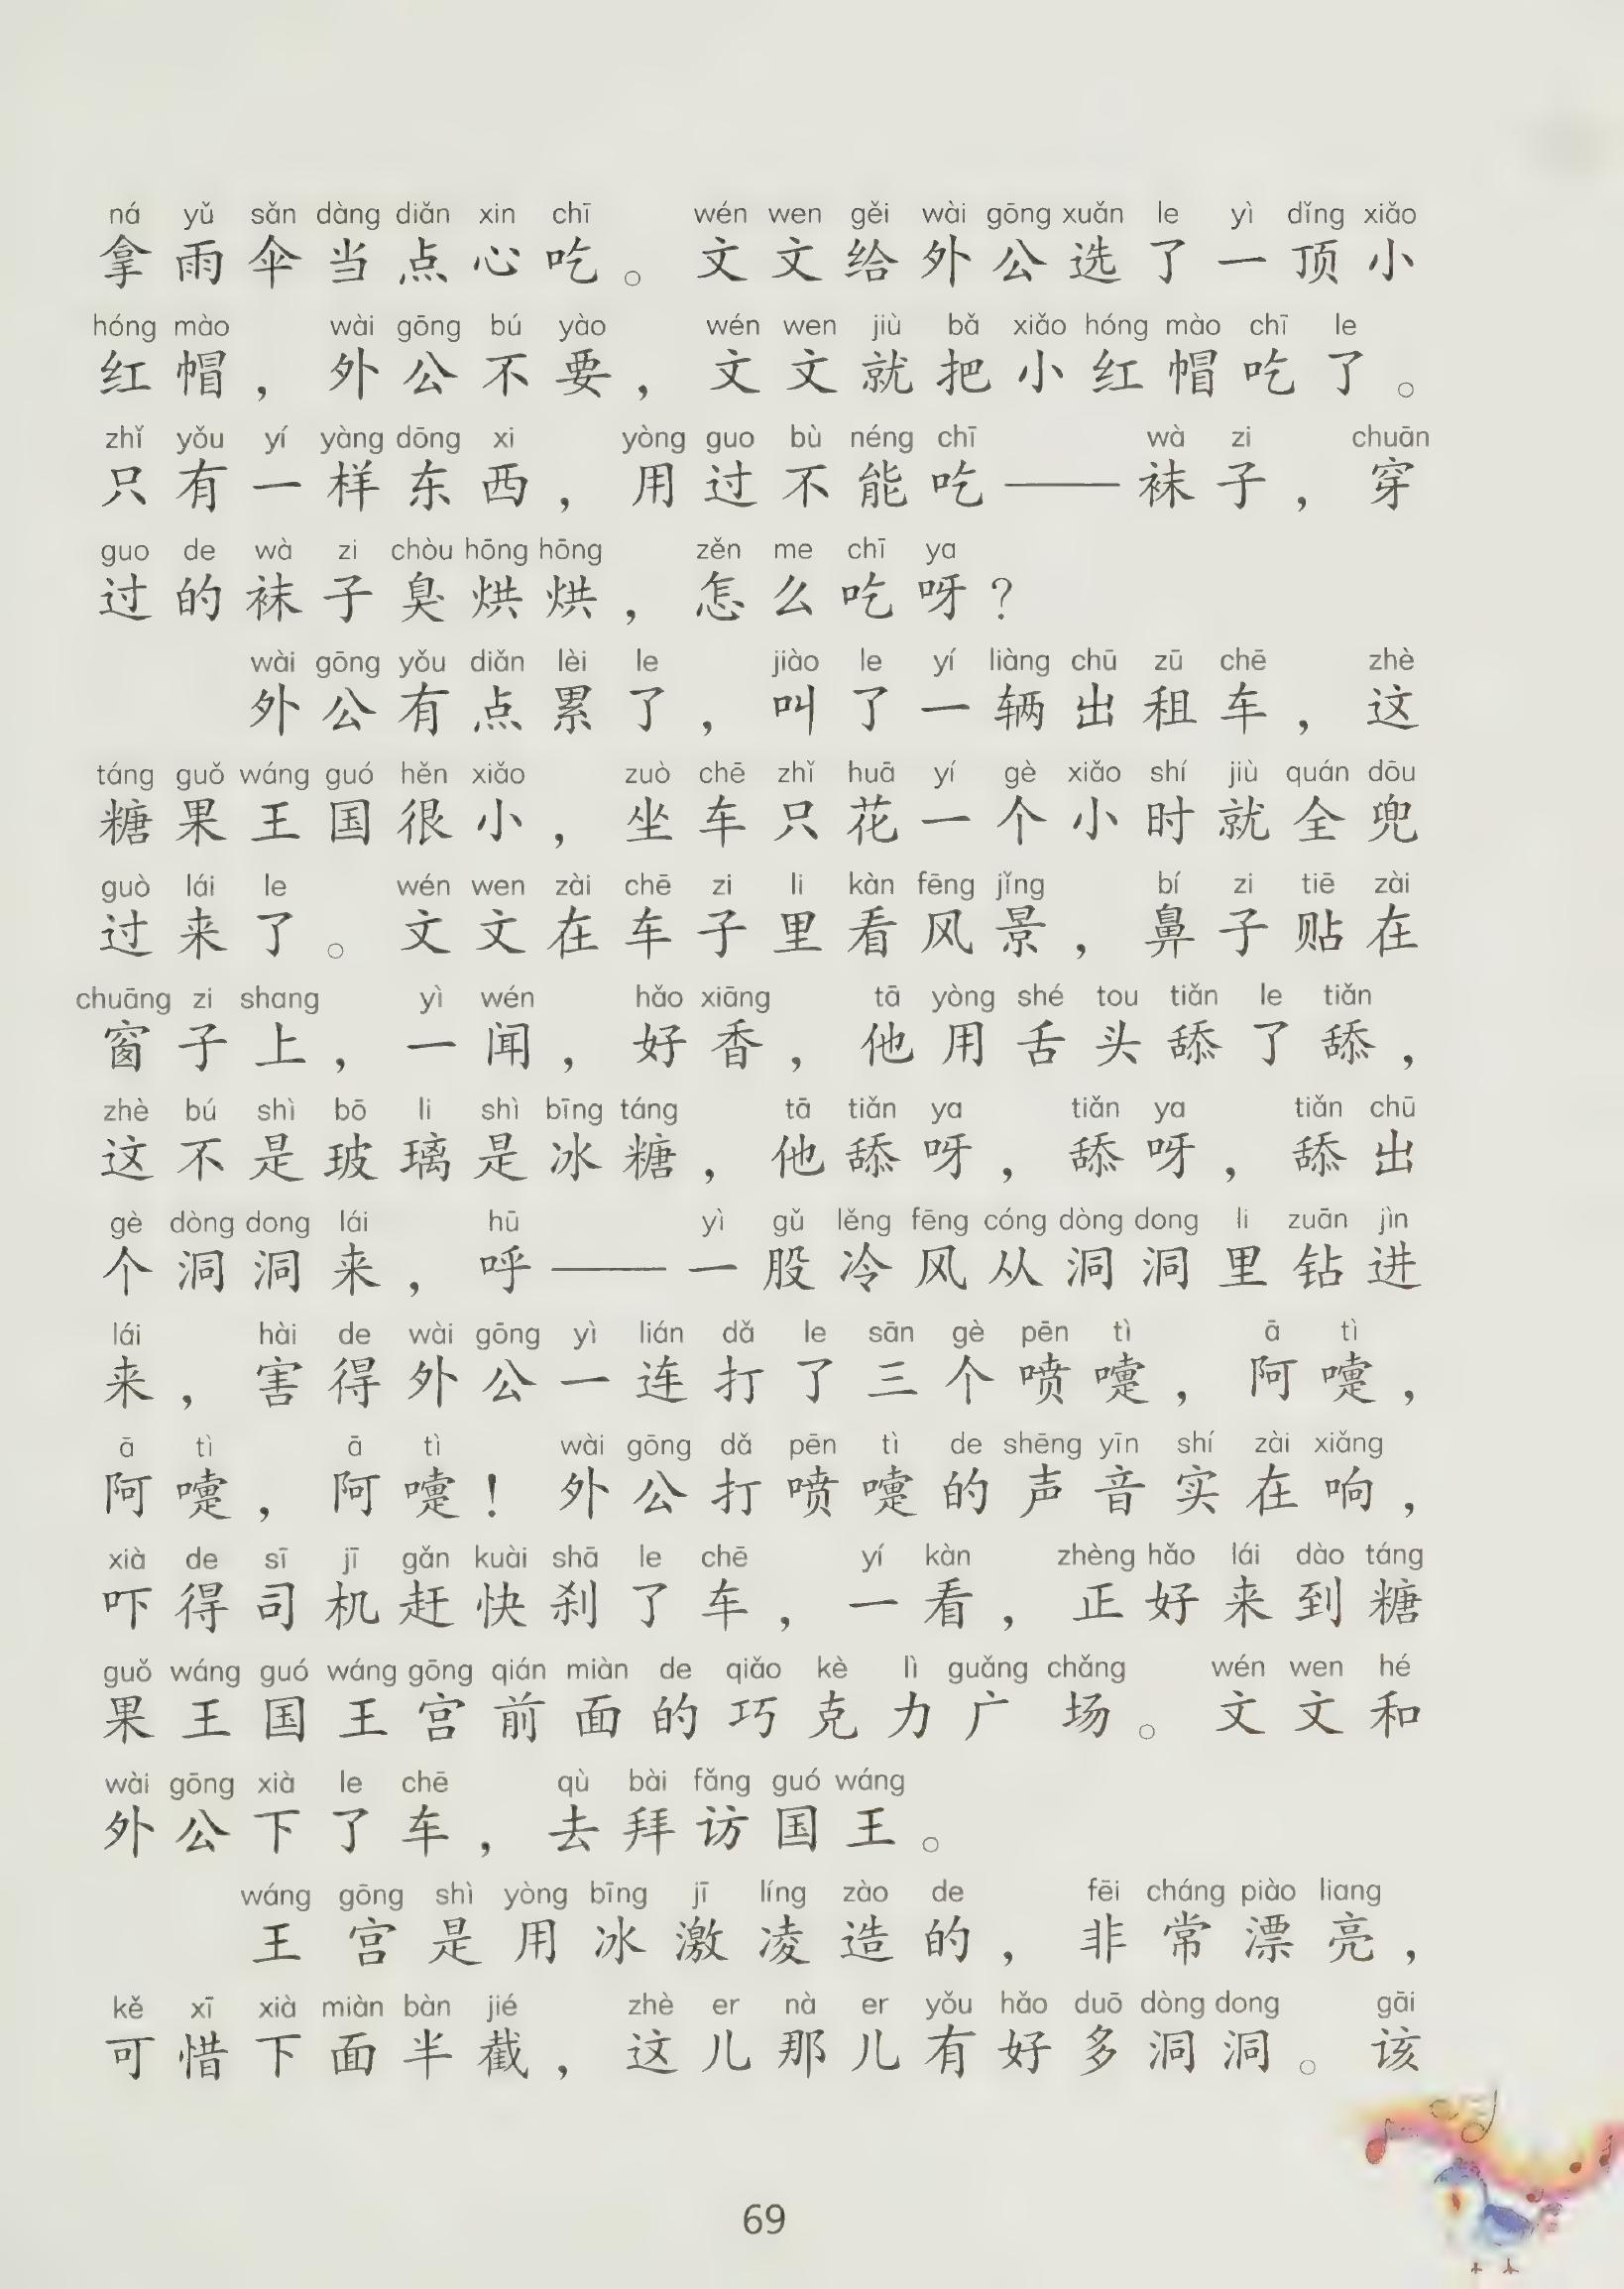 ná yǔ sǎn dàng diǎn xin chī wén wen gěi wài gōng xuǎn le yì dǐng xiǎo
拿雨伞当点心吃。文文给外公选了一顶小
hóng mào wài gōng bú yào wén wen jiù bǎ xiǎo hóng mào chī le
红帽，外公不要，文文就把小红帽吃了。
zhǐ yǒu yí yàng dōng xi yòng guo bù néng chī wà zi chuān
只有一样东西，用过不能吃——袜子，穿
guo de wà zi chòu hōng hōng zěn me chī ya
过的袜子臭烘烘，怎么吃呀？
wài gōng yǒu diǎn lèi le jiào le yí liàng chū zū chē zhè
外公有点累了，叫了一辆出租车，这
táng guǒ wáng guó hěn xiǎo zuò chē zhǐ huā yí gè xiǎo shí jiù quán dōu
糖果王国很小，坐车只花一个小时就全兜
guò lái le wén wen zài chē zi li kàn fēng jǐng bí zi tiē zài
过来了。文文在车子里看风景，鼻子贴在
chuāng zi shang yì wén hǎo xiāng tā yòng shé tou tiǎn le tiǎn
窗子上，一闻，好香，他用舌头舔了舔，
zhè bú shì bō li shì bīng táng tā tiǎn ya tiǎn ya tiǎn chū
这不是玻璃是冰糖，他舔呀，舔呀，舔出
gè dòng dong lái hū yì gǔ lěng fēng cóng dòng dong li zuān jìn
个洞洞来，呼——一股冷风从洞洞里钻进
lái hài de wài gōng yì lián dǎ le sān gè pēn tì ā tì
来，害得外公一连打了三个喷嚏，阿嚏，
ā tì ā tì wài gōng dǎ pēn tì de shēng yīn shí zài xiǎng
阿嚏，阿嚏！外公打喷嚏的声音实在响，
xià de sī jī gǎn kuài shā le chē yí kàn zhèng hǎo lái dào táng
吓得司机赶快刹了车，一看，正好来到糖
guǒ wáng guó wáng gōng qián miàn de qiǎo kè lì guǎng chǎng wén wen hé
果王国王宫前面的巧克力广场。文文和
wài gōng xià le chē qù bài fǎng guó wáng
外公下了车，去拜访国王。
wáng gōng shì yòng bīng jī líng zào de fēi cháng piào liang
王宫是用冰激凌造的，非常漂亮，
kě xī xià miàn bàn jié zhè er nà er yǒu hǎo duō dòng dong gāi
可惜下面半截，这儿那儿有好多洞洞。该
69